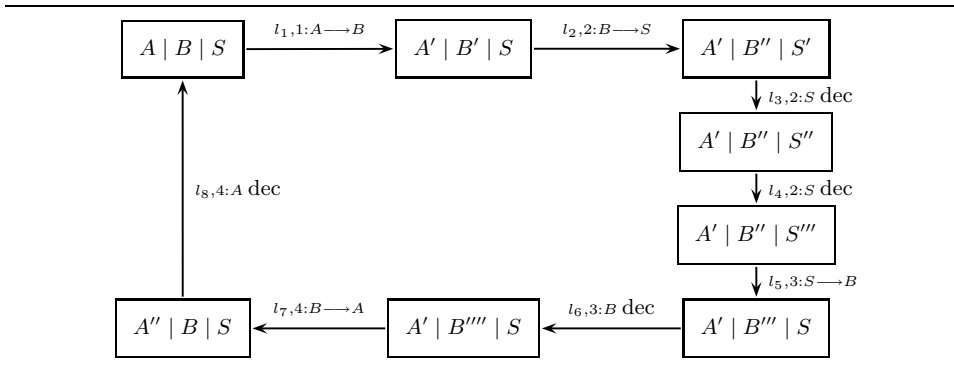 A | B | S
l₁,1:A⟶B
A′ | B′ | S
l₂,2:B⟶S
A′ | B″ | S′
l₃,2:S dec
A′ | B″ | S″
l₄,2:S dec
A′ | B″ | S‴
l₅,3:S⟶B
A′ | B‴ | S
l₆,3:B dec
A′ | B⁗ | S
l₇,4:B⟶A
A″ | B | S
l₈,4:A dec